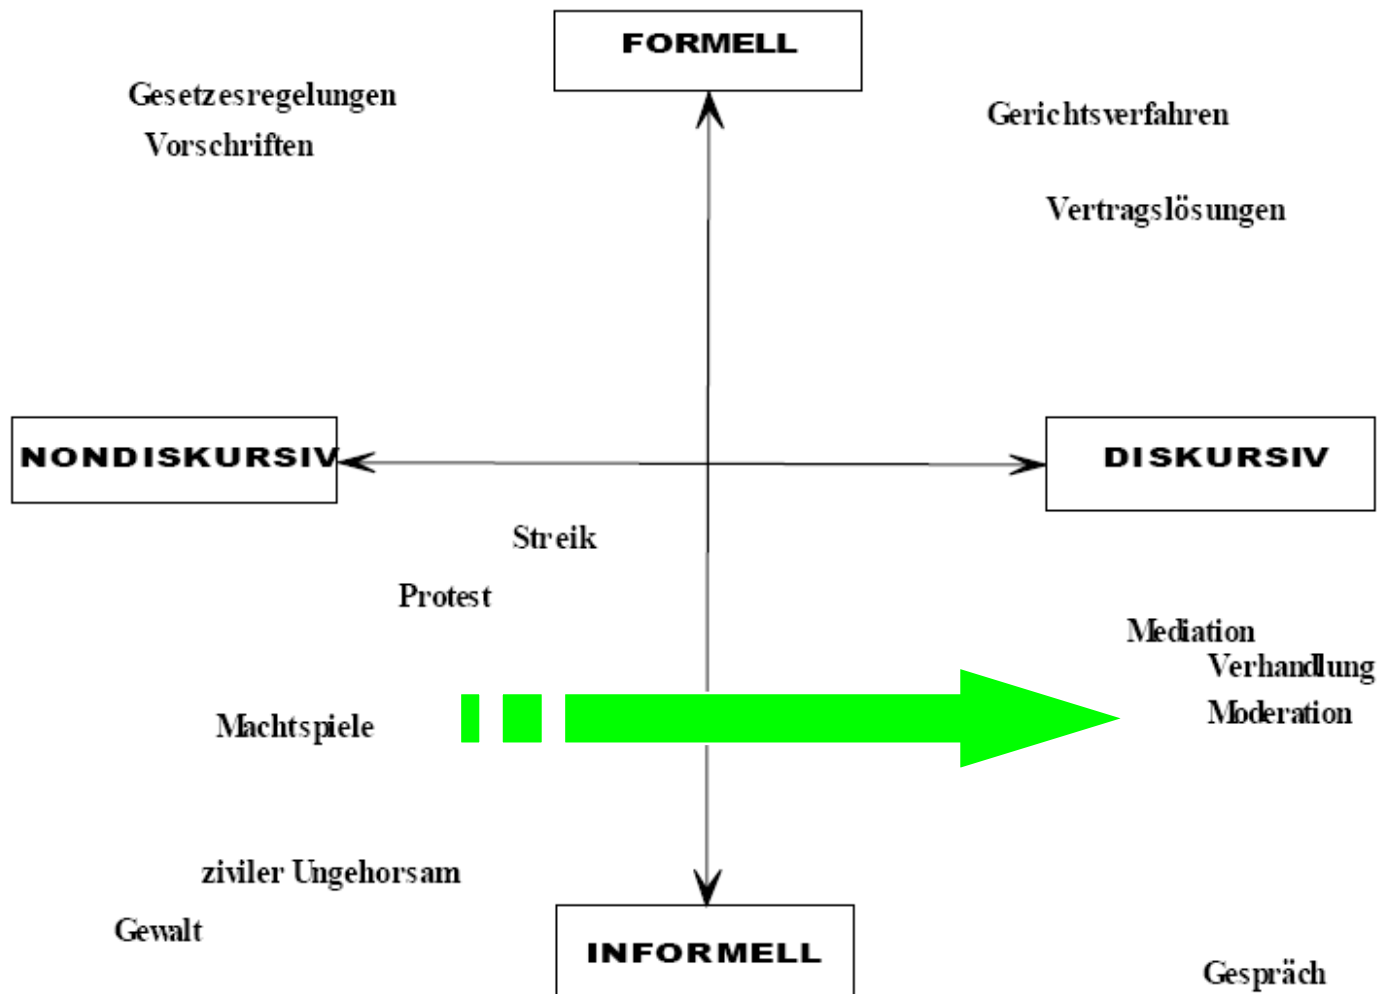 FORMELL
Gesetzesregelungen
Gerichtsverfahren
Vorschriften
Vertragslösungen
NONDISKURSIV
DISKURSIV
Streik
Protest
Mediation
Verhandlung
Machtspiele
Moderation
ziviler Ungehorsam
Gewalt
INFORMELL
Gespräch